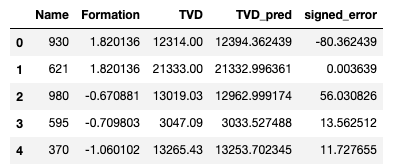 Name Formation TVD TVD_pred signed_error
0 930 1.820136 12314.00 12394.362439 -80.362439
1 621 1.820136 21333.00 21332.996361 0.003639
2 980 -0.670881 13019.03 12962.999174 56.030826
3 595 -0.709803 3047.09 3033.527488 13.562512
4 370 -1.060102 13265.43 13253.702345 11.727655